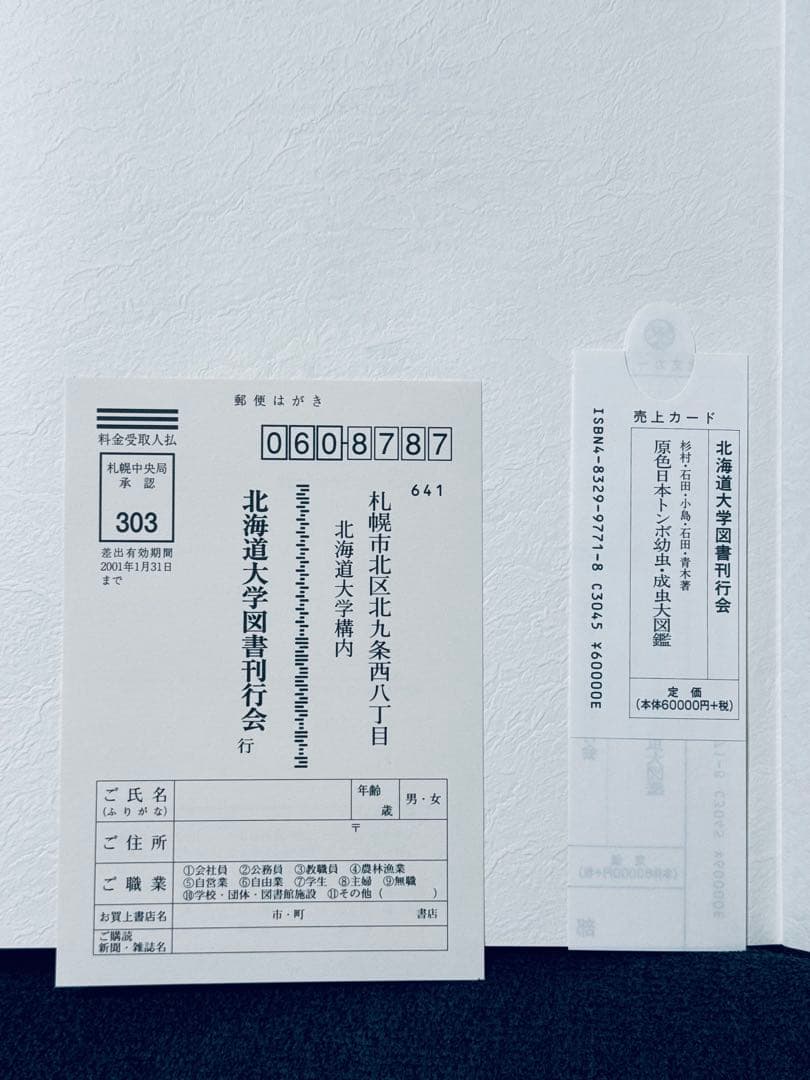 郵便はがき
料金受取人払
札幌中央局
承認
303
差出有効期間
2001年1月31日
まで
060-8787
641
札幌市北区北九条西八丁目
北海道大学構内
北海道大学図書刊行会 行
ご氏名
(ふりがな)
年齢
歳
男・女
ご住所
〒
ご職業
①会社員 ②公務員 ③教職員 ④農林漁業
⑤自営業 ⑥自由業 ⑦学生 ⑧主婦 ⑨無職
⑩学校・団体・図書館施設 ⑪その他( )
お買上書店名
市・町
書店
ご購読
新聞・雑誌名
売上カード
北海道大学図書刊行会
杉村・石田・小島・石田・青木著
原色日本トンボ幼虫・成虫大図鑑
定価
(本体60000円+税)
ISBN4-8329-9771-8 C3045 ¥60000E